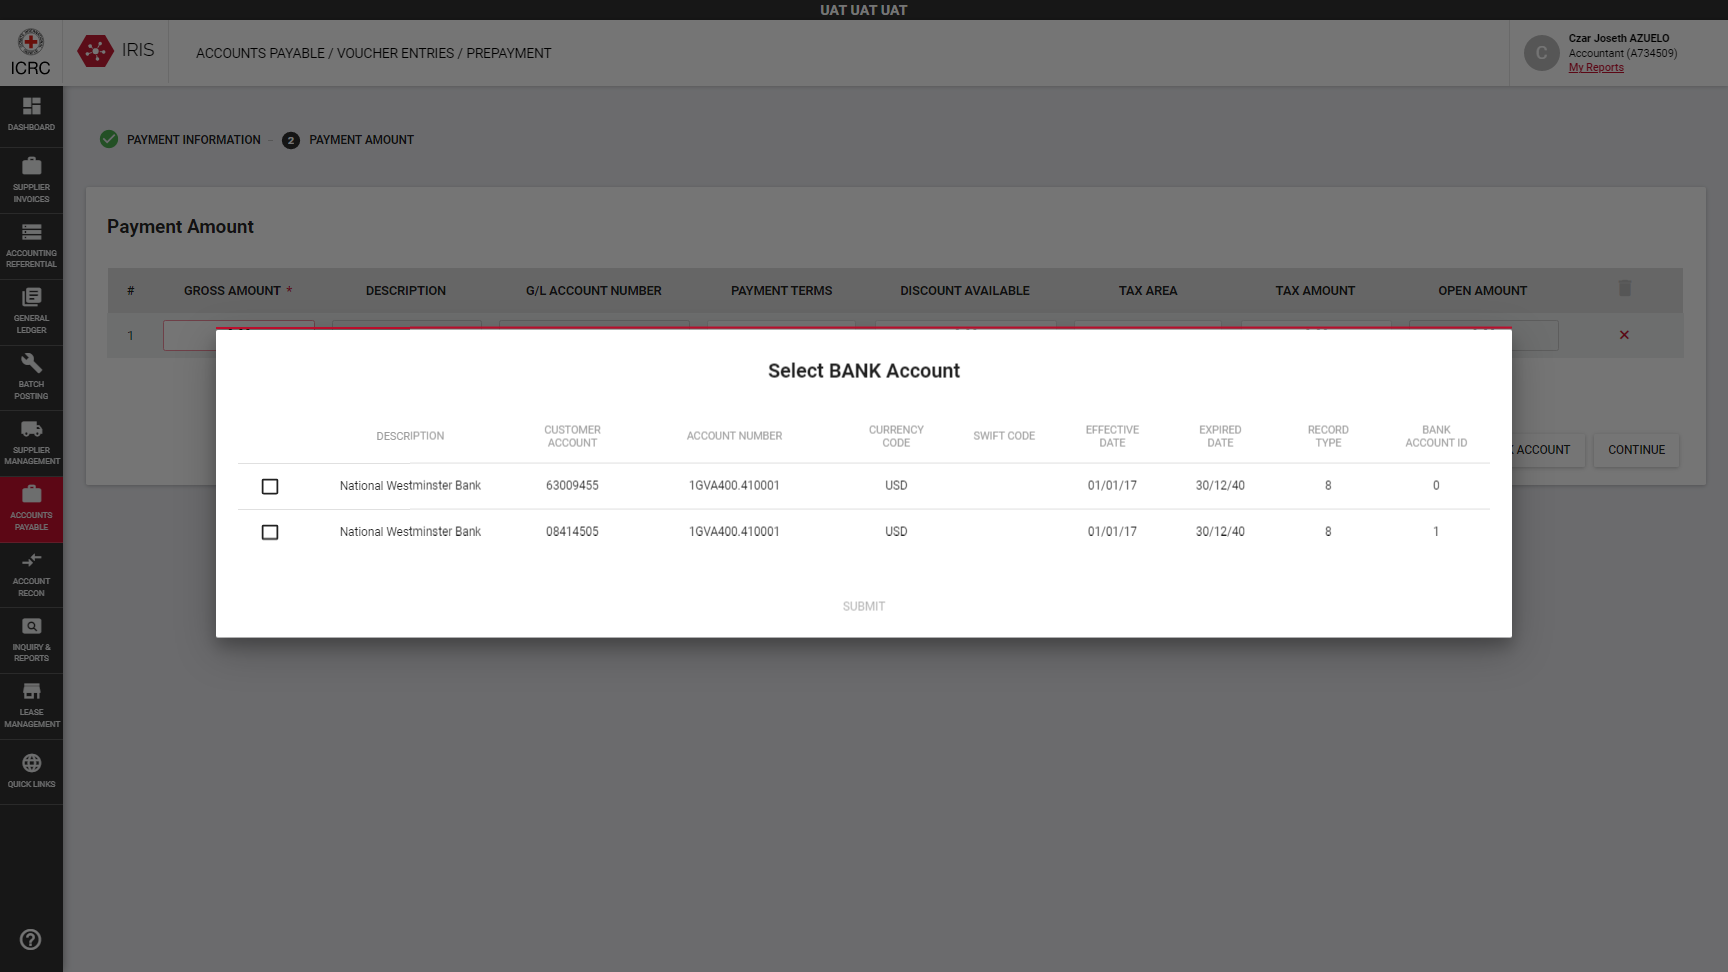 UAT UAT UAT
ICRC
IRIS
ACCOUNTS PAYABLE / VOUCHER ENTRIES / PREPAYMENT
C
Czar Joseth AZUELO
Accountant (A734509)
My Reports
DASHBOARD
SUPPLIER
INVOICES
ACCOUNTING
REFERENTIAL
GENERAL
LEDGER
BATCH
POSTING
SUPPLIER
MANAGEMENT
ACCOUNTS
PAYABLE
ACCOUNT
RECON
INQUIRY &
REPORTS
LEASE
MANAGEMENT
QUICK LINKS
PAYMENT INFORMATION - 2 PAYMENT AMOUNT
Payment Amount
# GROSS AMOUNT * DESCRIPTION G/L ACCOUNT NUMBER PAYMENT TERMS DISCOUNT AVAILABLE TAX AREA TAX AMOUNT OPEN AMOUNT
1
ACCOUNT CONTINUE
Select BANK Account
DESCRIPTION CUSTOMER ACCOUNT ACCOUNT NUMBER CURRENCY CODE SWIFT CODE EFFECTIVE DATE EXPIRED DATE RECORD TYPE BANK ACCOUNT ID
National Westminster Bank 63009455 1GVA400.410001 USD 01/01/17 30/12/40 8 0
National Westminster Bank 08414505 1GVA400.410001 USD 01/01/17 30/12/40 8 1
SUBMIT